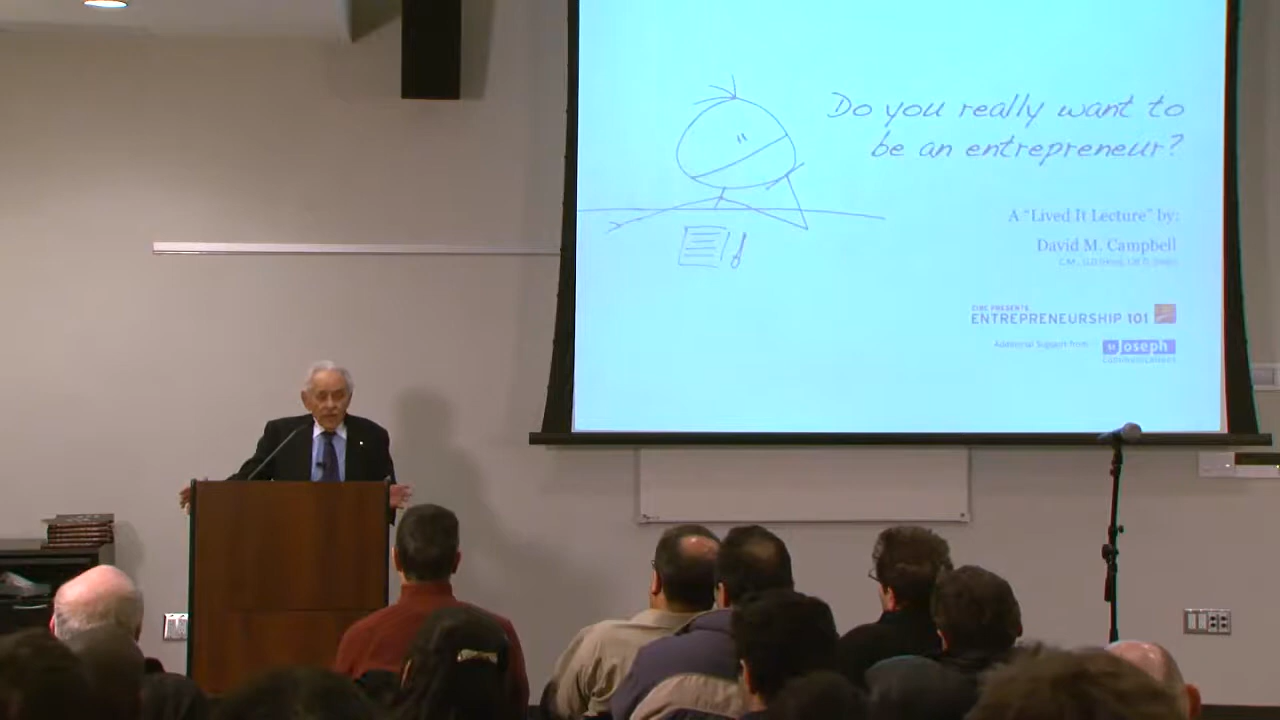 Do you really want to
be an entrepreneur?
A "Lived It Lecture" by:
David M. Campbell
ENTREPRENEURSHIP 101
Additional Support from:
St Joseph
COMMUNICATIONS